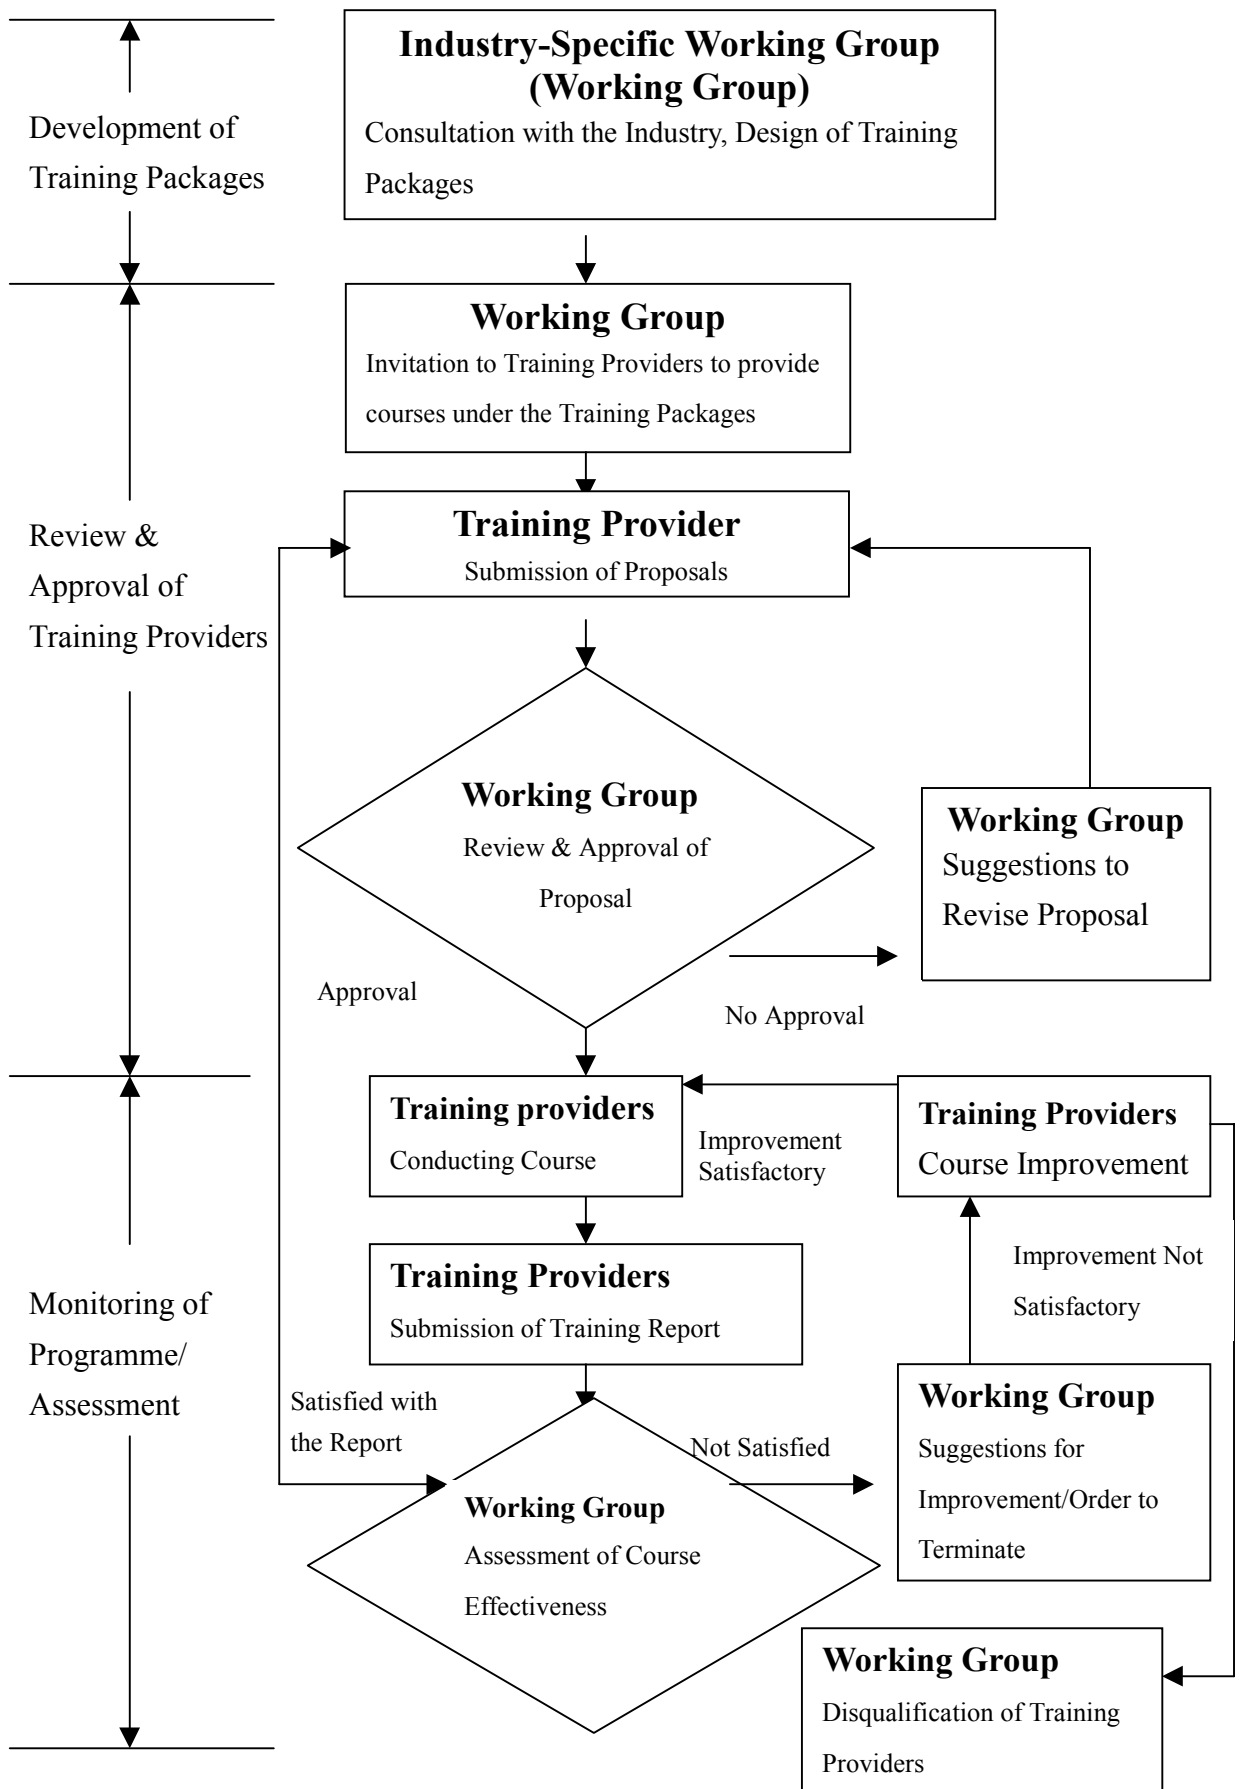 Industry-Specific Working Group
(Working Group)
Consultation with the Industry, Design of Training
Packages
Development of
Training Packages
Working Group
Invitation to Training Providers to provide
courses under the Training Packages
Training Provider
Submission of Proposals
Review &
Approval of
Training Providers
Working Group
Review & Approval of
Proposal
Working Group
Suggestions to
Revise Proposal
Approval
No Approval
Training providers
Conducting Course
Improvement
Satisfactory
Training Providers
Course Improvement
Training Providers
Submission of Training Report
Improvement Not
Satisfactory
Monitoring of
Programme/
Assessment
Satisfied with
the Report
Not Satisfied
Working Group
Suggestions for
Improvement/Order to
Terminate
Working Group
Assessment of Course
Effectiveness
Working Group
Disqualification of Training
Providers